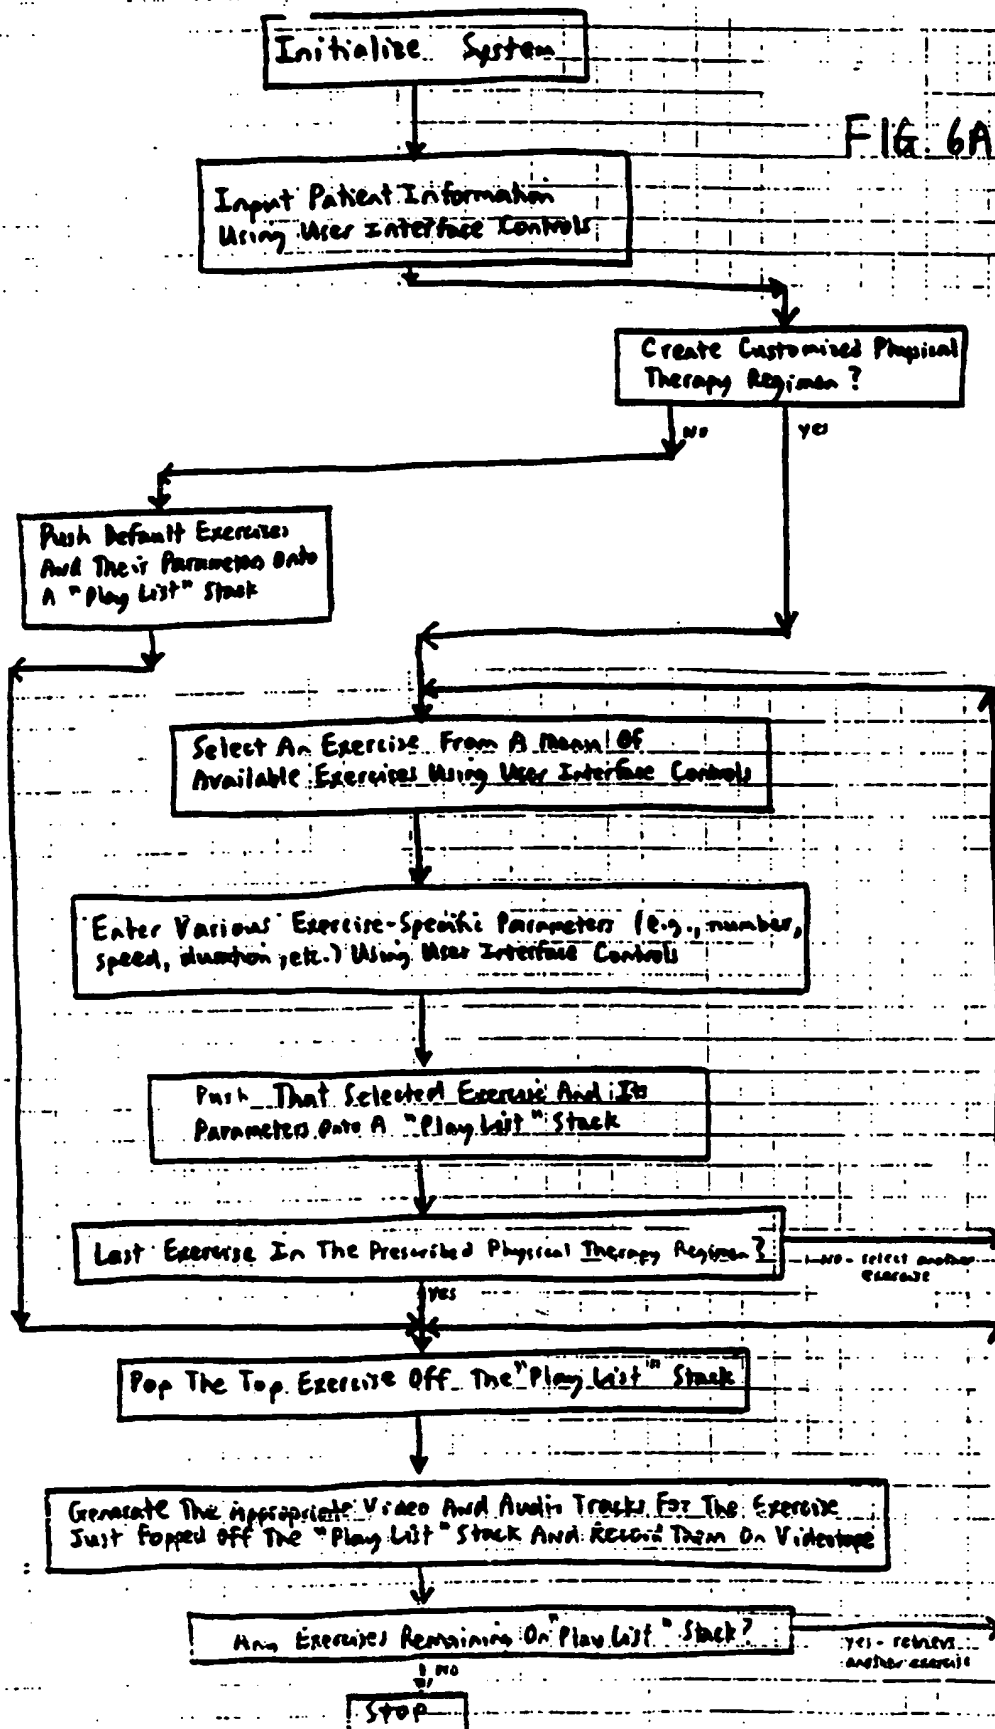 Initialize System
FIG. 6A
Input Patient Information
Using User Interface Controls
Create Customized Physical
Therapy Regimen?
No
yes
Push Default Exercises
And Their Parameters Onto
A "Play List" Stack
Select An Exercise From A Menu Of
Available Exercises Using User Interface Controls
Enter Various Exercise-Specific Parameters (e.g., number,
speed, duration, etc.) Using User Interface Controls
Push That Selected Exercise And Its
Parameters Onto A "Play List" Stack
Last Exercise In The Prescribed Physical Therapy Regimen?
NO - select another
exercise
yes
Pop The Top Exercise Off The "Play List" Stack
Generate The Appropriate Video And Audio Tracks For The Exercise
Just Popped Off The "Play List" Stack And Record Them On Videotape
Any Exercises Remaining On "Play List" Stack?
yes - retrieve
another exercise
NO
STOP